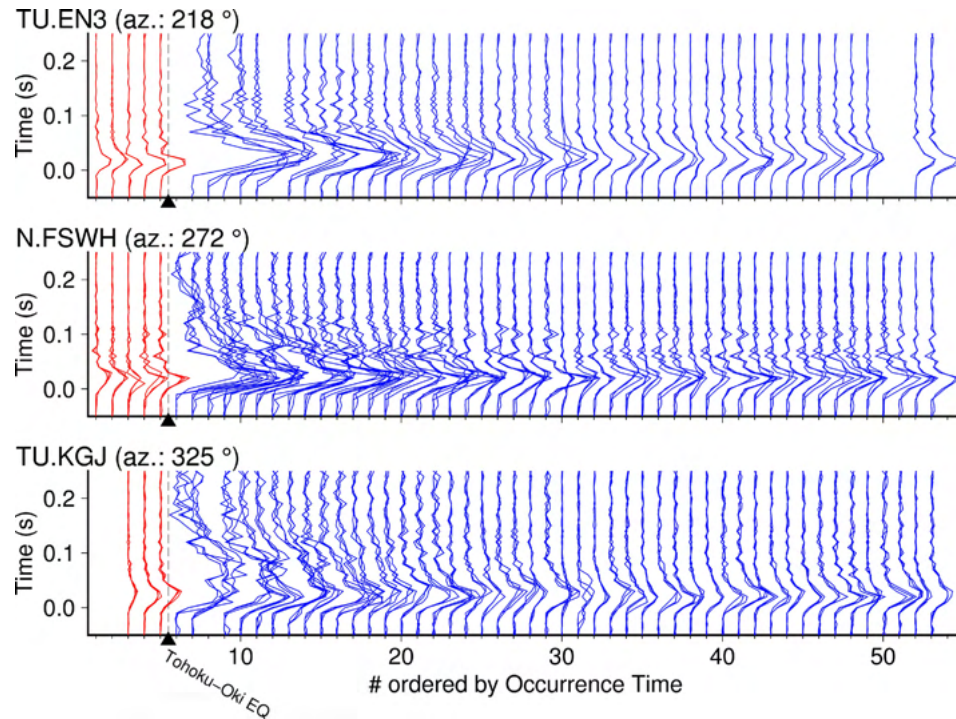 TU.EN3 (az.: 218 °)
0.2
0.1
0.0
Time (s)
N.FSWH (az.: 272 °)
0.2
0.1
0.0
Time (s)
TU.KGJ (az.: 325 °)
0.2
0.1
0.0
Time (s)
10 20 30 40 50
Tohoku−Oki EQ
# ordered by Occurrence Time